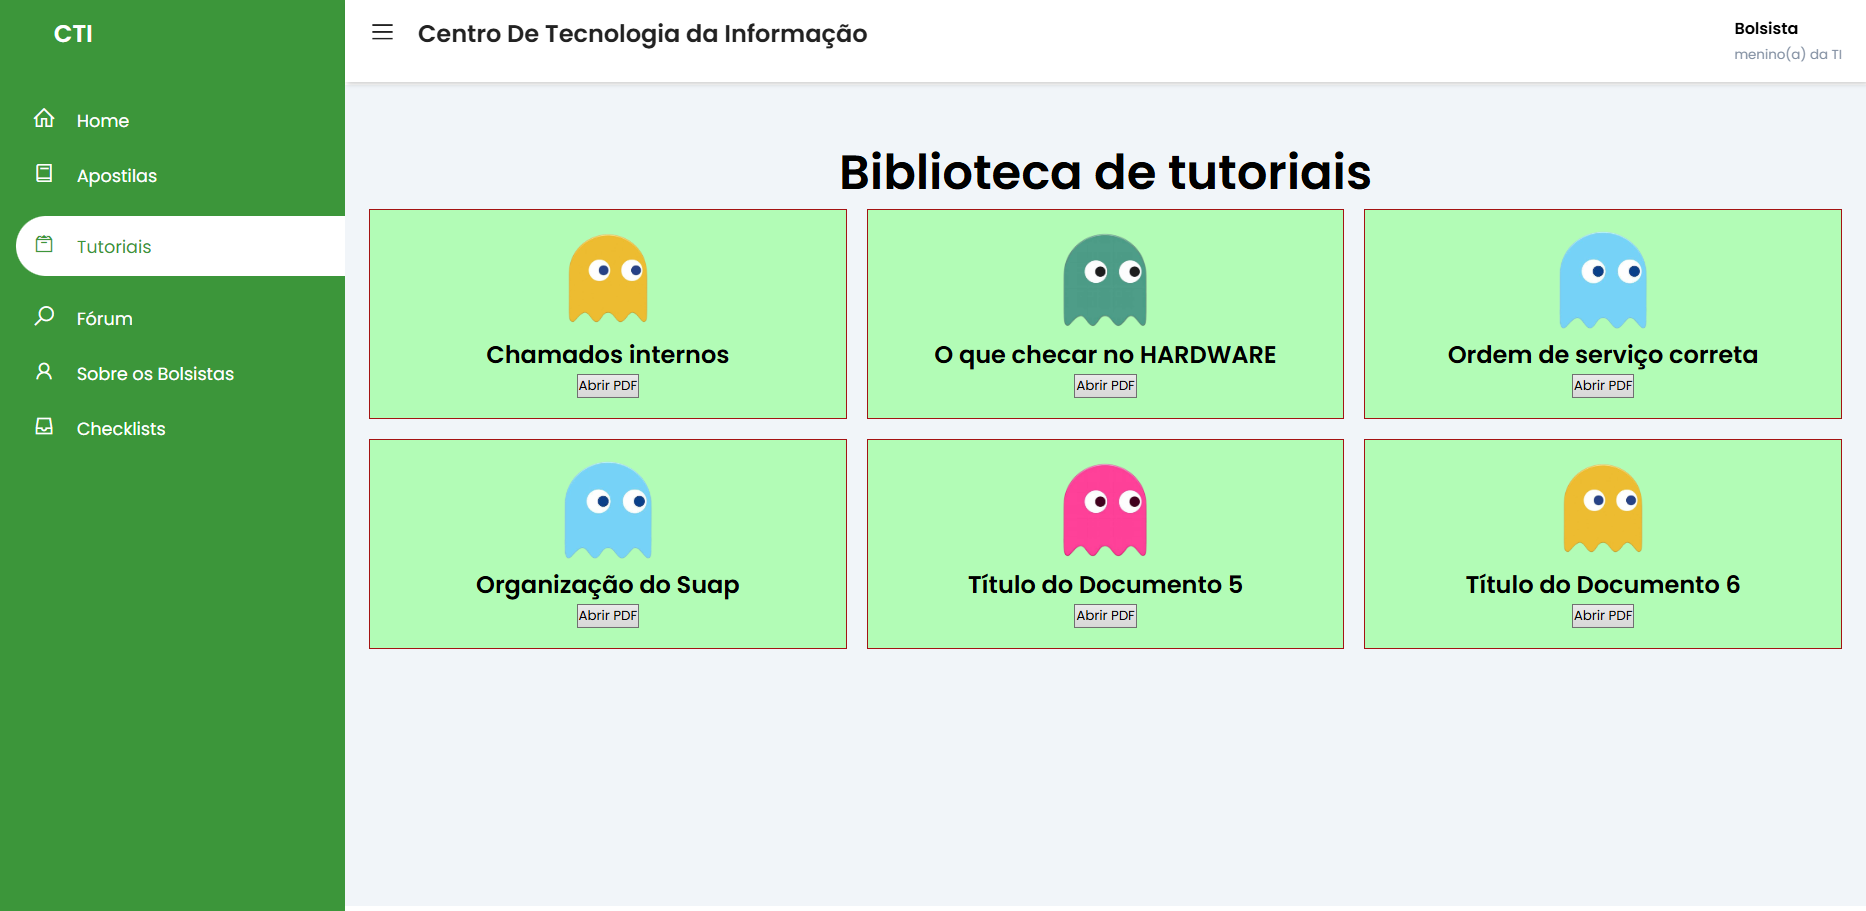 CTI
Home
Apostilas
Tutoriais
Fórum
Sobre os Bolsistas
Checklists
Centro De Tecnologia da Informação
Bolsista
menino(a) da TI
Biblioteca de tutoriais
Chamados internos
Abrir PDF
O que checar no HARDWARE
Abrir PDF
Ordem de serviço correta
Abrir PDF
Organização do Suap
Abrir PDF
Título do Documento 5
Abrir PDF
Título do Documento 6
Abrir PDF